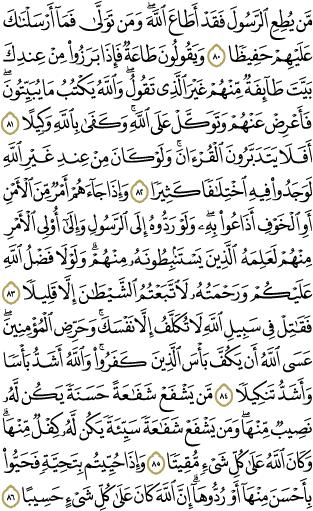 مَّن يُطِعِ ٱلرَّسُولَ فَقَدۡ أَطَاعَ ٱللَّهَۖ وَمَن تَوَلَّىٰ فَمَآ أَرۡسَلۡنَٰكَ
عَلَيۡهِمۡ حَفِيظٗا ٨٠ وَيَقُولُونَ طَاعَةٞ فَإِذَا بَرَزُواْ مِنۡ عِندِكَ
بَيَّتَ طَآئِفَةٞ مِّنۡهُمۡ غَيۡرَ ٱلَّذِي تَقُولُۖ وَٱللَّهُ يَكۡتُبُ مَا يُبَيِّتُونَۖ
فَأَعۡرِضۡ عَنۡهُمۡ وَتَوَكَّلۡ عَلَى ٱللَّهِۚ وَكَفَىٰ بِٱللَّهِ وَكِيلًا ٨١
أَفَلَا يَتَدَبَّرُونَ ٱلۡقُرۡءَانَۚ وَلَوۡ كَانَ مِنۡ عِندِ غَيۡرِ ٱللَّهِ
لَوَجَدُواْ فِيهِ ٱخۡتِلَٰفٗا كَثِيرٗا ٨٢ وَإِذَا جَآءَهُمۡ أَمۡرٞ مِّنَ ٱلۡأَمۡنِ
أَوِ ٱلۡخَوۡفِ أَذَاعُواْ بِهِۦۖ وَلَوۡ رَدُّوهُ إِلَى ٱلرَّسُولِ وَإِلَىٰٓ أُوْلِي ٱلۡأَمۡرِ
مِنۡهُمۡ لَعَلِمَهُ ٱلَّذِينَ يَسۡتَنۢبِطُونَهُۥ مِنۡهُمۡۗ وَلَوۡلَا فَضۡلُ ٱللَّهِ
عَلَيۡكُمۡ وَرَحۡمَتُهُۥ لَٱتَّبَعۡتُمُ ٱلشَّيۡطَٰنَ إِلَّا قَلِيلٗا ٨٣
فَقَٰتِلۡ فِي سَبِيلِ ٱللَّهِ لَا تُكَلَّفُ إِلَّا نَفۡسَكَۚ وَحَرِّضِ ٱلۡمُؤۡمِنِينَۖ
عَسَى ٱللَّهُ أَن يَكُفَّ بَأۡسَ ٱلَّذِينَ كَفَرُواْۚ وَٱللَّهُ أَشَدُّ بَأۡسٗا
وَأَشَدُّ تَنكِيلٗا ٨٤ مَّن يَشۡفَعۡ شَفَٰعَةً حَسَنَةٗ يَكُن لَّهُۥ
نَصِيبٞ مِّنۡهَاۖ وَمَن يَشۡفَعۡ شَفَٰعَةٗ سَيِّئَةٗ يَكُن لَّهُۥ كِفۡلٞ مِّنۡهَاۗ
وَكَانَ ٱللَّهُ عَلَىٰ كُلِّ شَيۡءٖ مُّقِيتٗا ٨٥ وَإِذَا حُيِّيتُم بِتَحِيَّةٖ فَحَيُّواْ
بِأَحۡسَنَ مِنۡهَآ أَوۡ رُدُّوهَآۗ إِنَّ ٱللَّهَ كَانَ عَلَىٰ كُلِّ شَيۡءٍ حَسِيبًا ٨٦